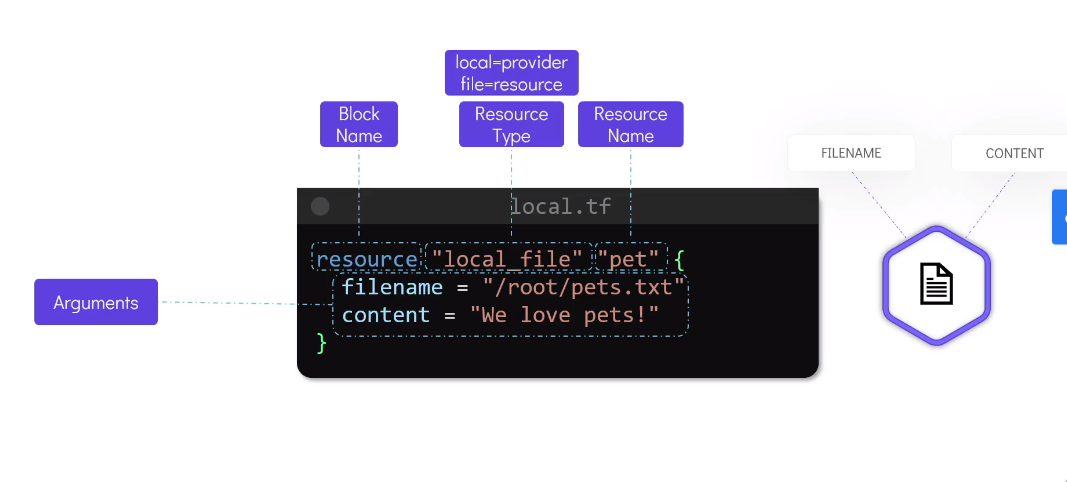 local=provider
file=resource
Block
Name
Resource
Type
Resource
Name
FILENAME
CONTENT
local.tf
resource "local_file" "pet" {
filename = "/root/pets.txt"
content = "We love pets!"
}
Arguments